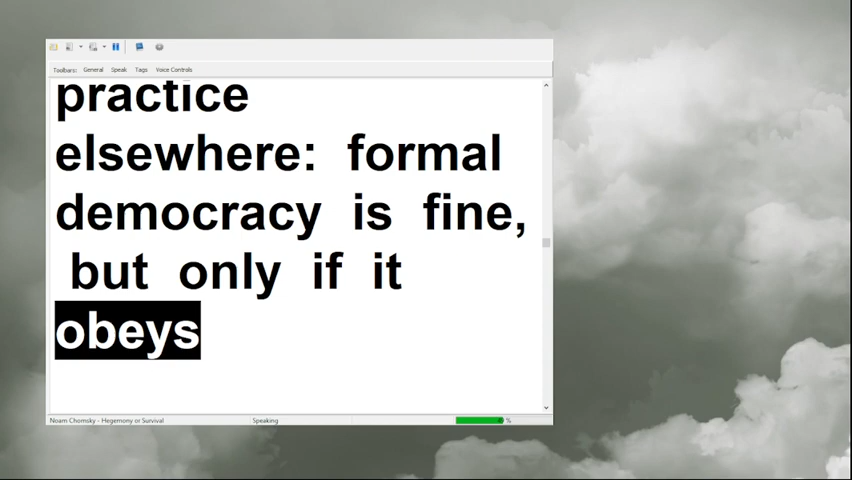 Toolbars: General Speak Tags Voice Controls
practice
elsewhere: formal
democracy is fine,
but only if it
obeys
Noam Chomsky - Hegemony or Survival Speaking %